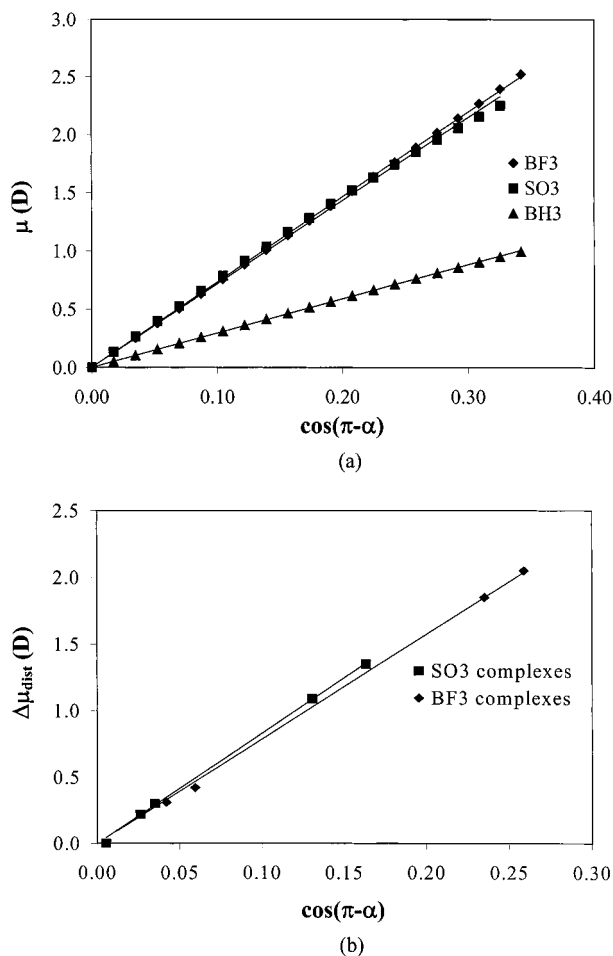 3.0
2.5
2.0
1.5
1.0
0.5
0.0
μ (D)
BF3
SO3
BH3
0.00 0.10 0.20 0.30 0.40
cos(π-α)
(a)
2.5
2.0
1.5
1.0
0.5
0.0
Δμdist (D)
SO3 complexes
BF3 complexes
0.00 0.05 0.10 0.15 0.20 0.25 0.30
cos(π-α)
(b)